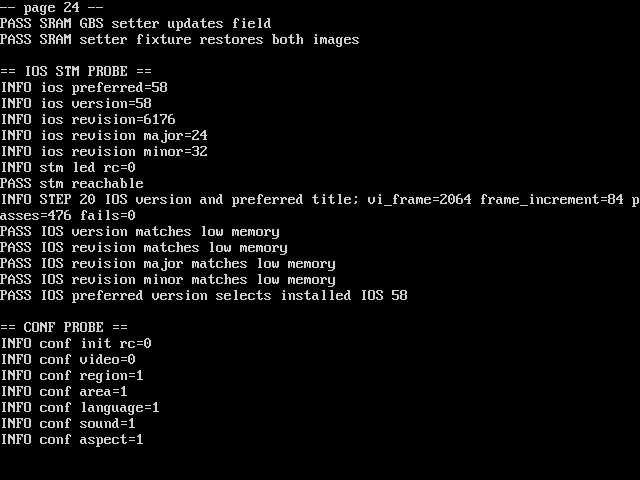 -- page 24 --
PASS SRAM GBS setter updates field
PASS SRAM setter fixture restores both images
== IOS STM PROBE ==
INFO ios preferred=58
INFO ios version=58
INFO ios revision=6176
INFO ios revision major=24
INFO ios revision minor=32
INFO stm led rc=0
PASS stm reachable
INFO STEP 20 IOS version and preferred title; vi_frame=2064 frame_increment=84 p
asses=476 fails=0
PASS IOS version matches low memory
PASS IOS revision matches low memory
PASS IOS revision major matches low memory
PASS IOS revision minor matches low memory
PASS IOS preferred version selects installed IOS 58
== CONF PROBE ==
INFO conf init rc=0
INFO conf video=0
INFO conf region=1
INFO conf area=1
INFO conf language=1
INFO conf sound=1
INFO conf aspect=1